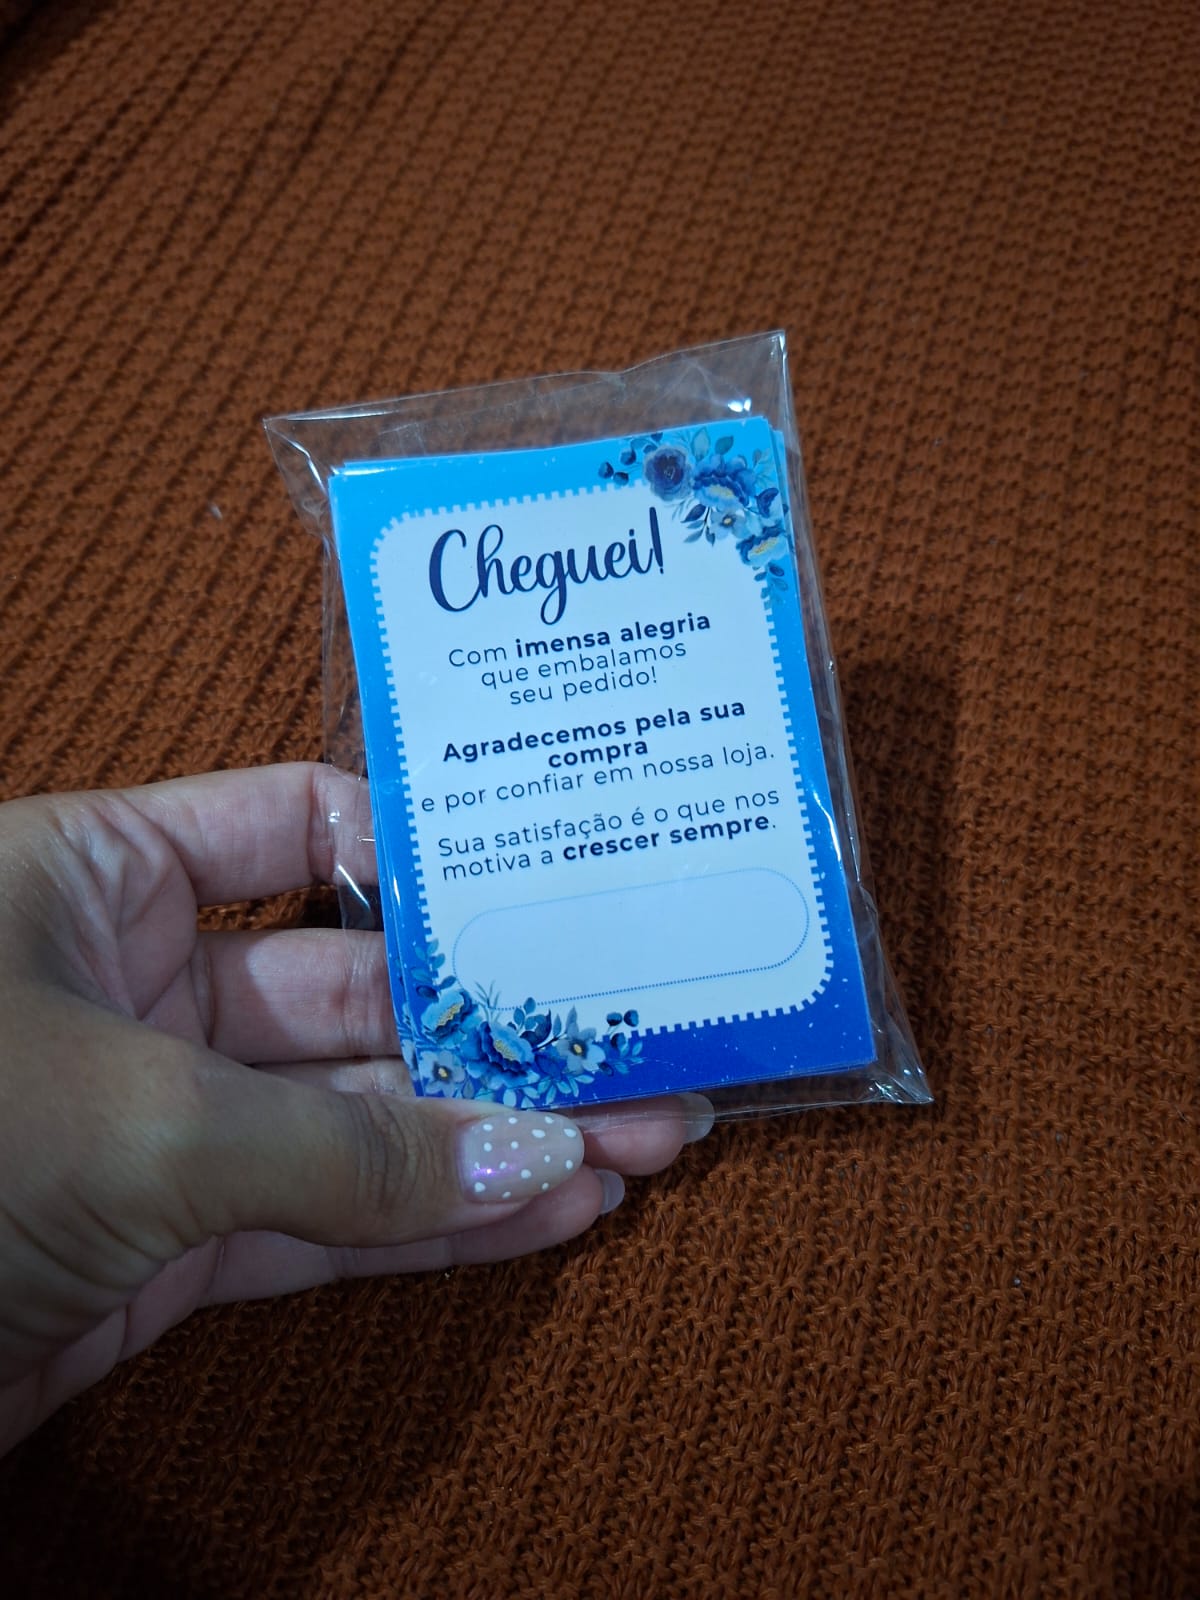 Cheguei!
Com imensa alegria
que embalamos
seu pedido!
Agradecemos pela sua
compra
e por confiar em nossa loja.
Sua satisfação é o que nos
motiva a crescer sempre.